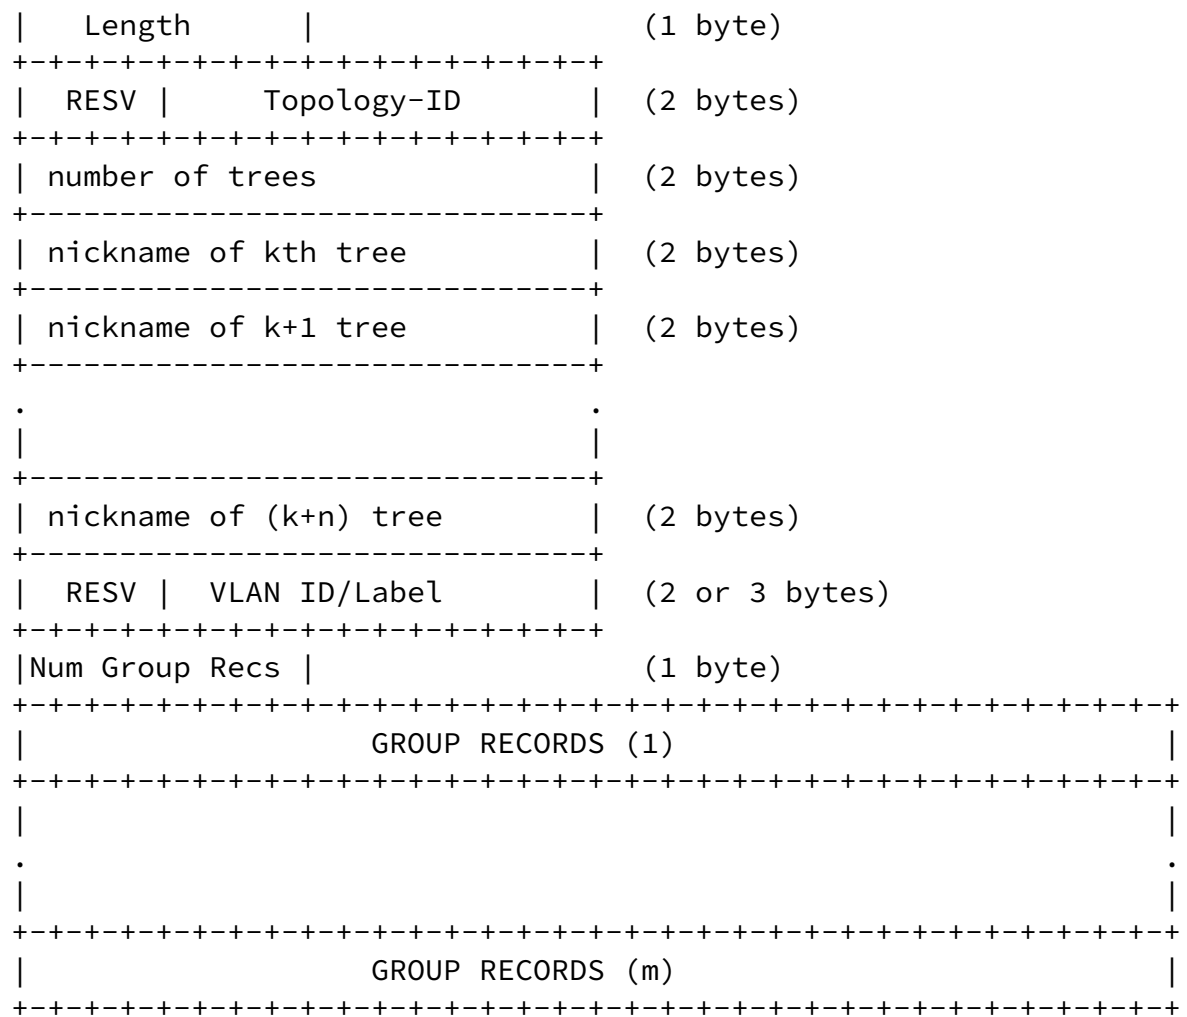 |   Length      |                  (1 byte)
+-+-+-+-+-+-+-+-+-+-+-+-+-+-+-+-+
|  RESV |     Topology-ID       |  (2 bytes)
+-+-+-+-+-+-+-+-+-+-+-+-+-+-+-+-+
| number of trees               |  (2 bytes)
+-------------------------------+
| nickname of kth tree          |  (2 bytes)
+-------------------------------+
| nickname of k+1 tree          |  (2 bytes)
+-------------------------------+
.                               .
|                               |
+-------------------------------+
| nickname of (k+n) tree        |  (2 bytes)
+-------------------------------+
|  RESV |  VLAN ID/Label        |  (2 or 3 bytes)
+-+-+-+-+-+-+-+-+-+-+-+-+-+-+-+-+
|Num Group Recs |                  (1 byte)
+-+-+-+-+-+-+-+-+-+-+-+-+-+-+-+-+-+-+-+-+-+-+-+-+-+-+-+-+-+-+-+-+
|                   GROUP RECORDS (1)                           |
+-+-+-+-+-+-+-+-+-+-+-+-+-+-+-+-+-+-+-+-+-+-+-+-+-+-+-+-+-+-+-+-+
|                                                               |
.                                                               .
|                                                               |
+-+-+-+-+-+-+-+-+-+-+-+-+-+-+-+-+-+-+-+-+-+-+-+-+-+-+-+-+-+-+-+-+
|                   GROUP RECORDS (m)                           |
+-+-+-+-+-+-+-+-+-+-+-+-+-+-+-+-+-+-+-+-+-+-+-+-+-+-+-+-+-+-+-+-+